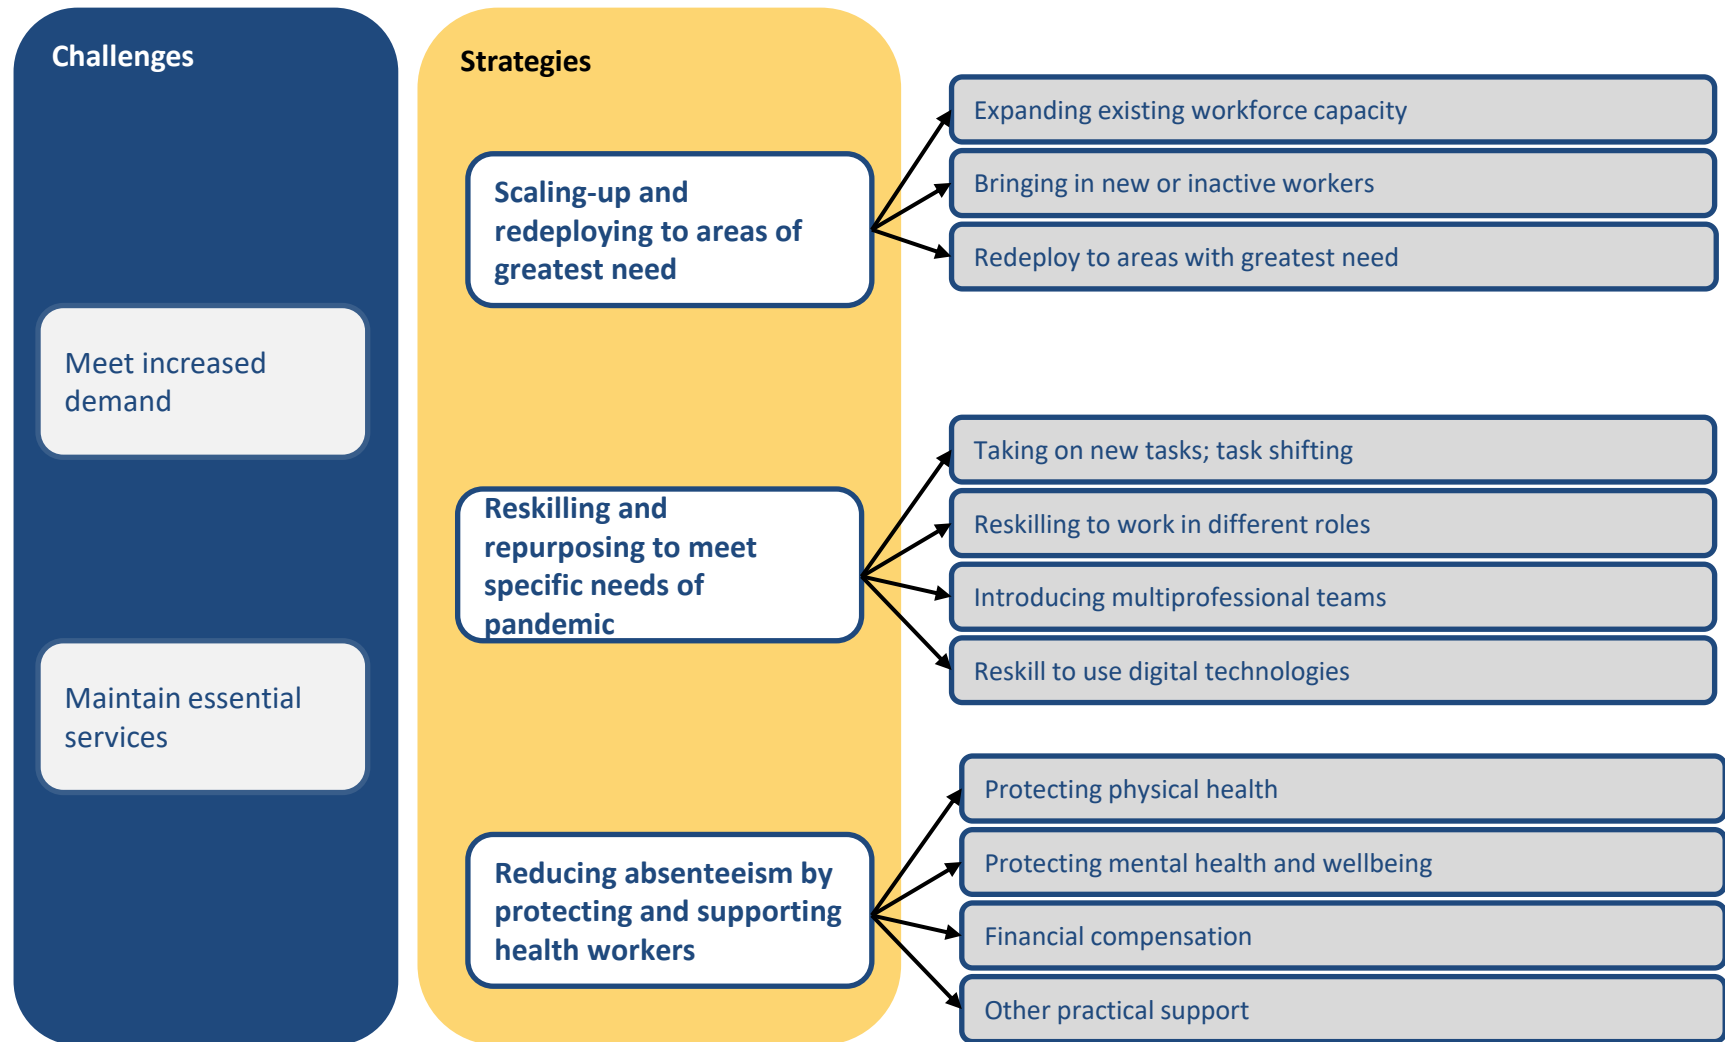 Challenges
Meet increased
demand
Maintain essential
services
Strategies
Scaling-up and
redeploying to areas of
greatest need
Expanding existing workforce capacity
Bringing in new or inactive workers
Redeploy to areas with greatest need
Reskilling and
repurposing to meet
specific needs of
pandemic
Taking on new tasks; task shifting
Reskilling to work in different roles
Introducing multiprofessional teams
Reskill to use digital technologies
Reducing absenteeism by
protecting and supporting
health workers
Protecting physical health
Protecting mental health and wellbeing
Financial compensation
Other practical support